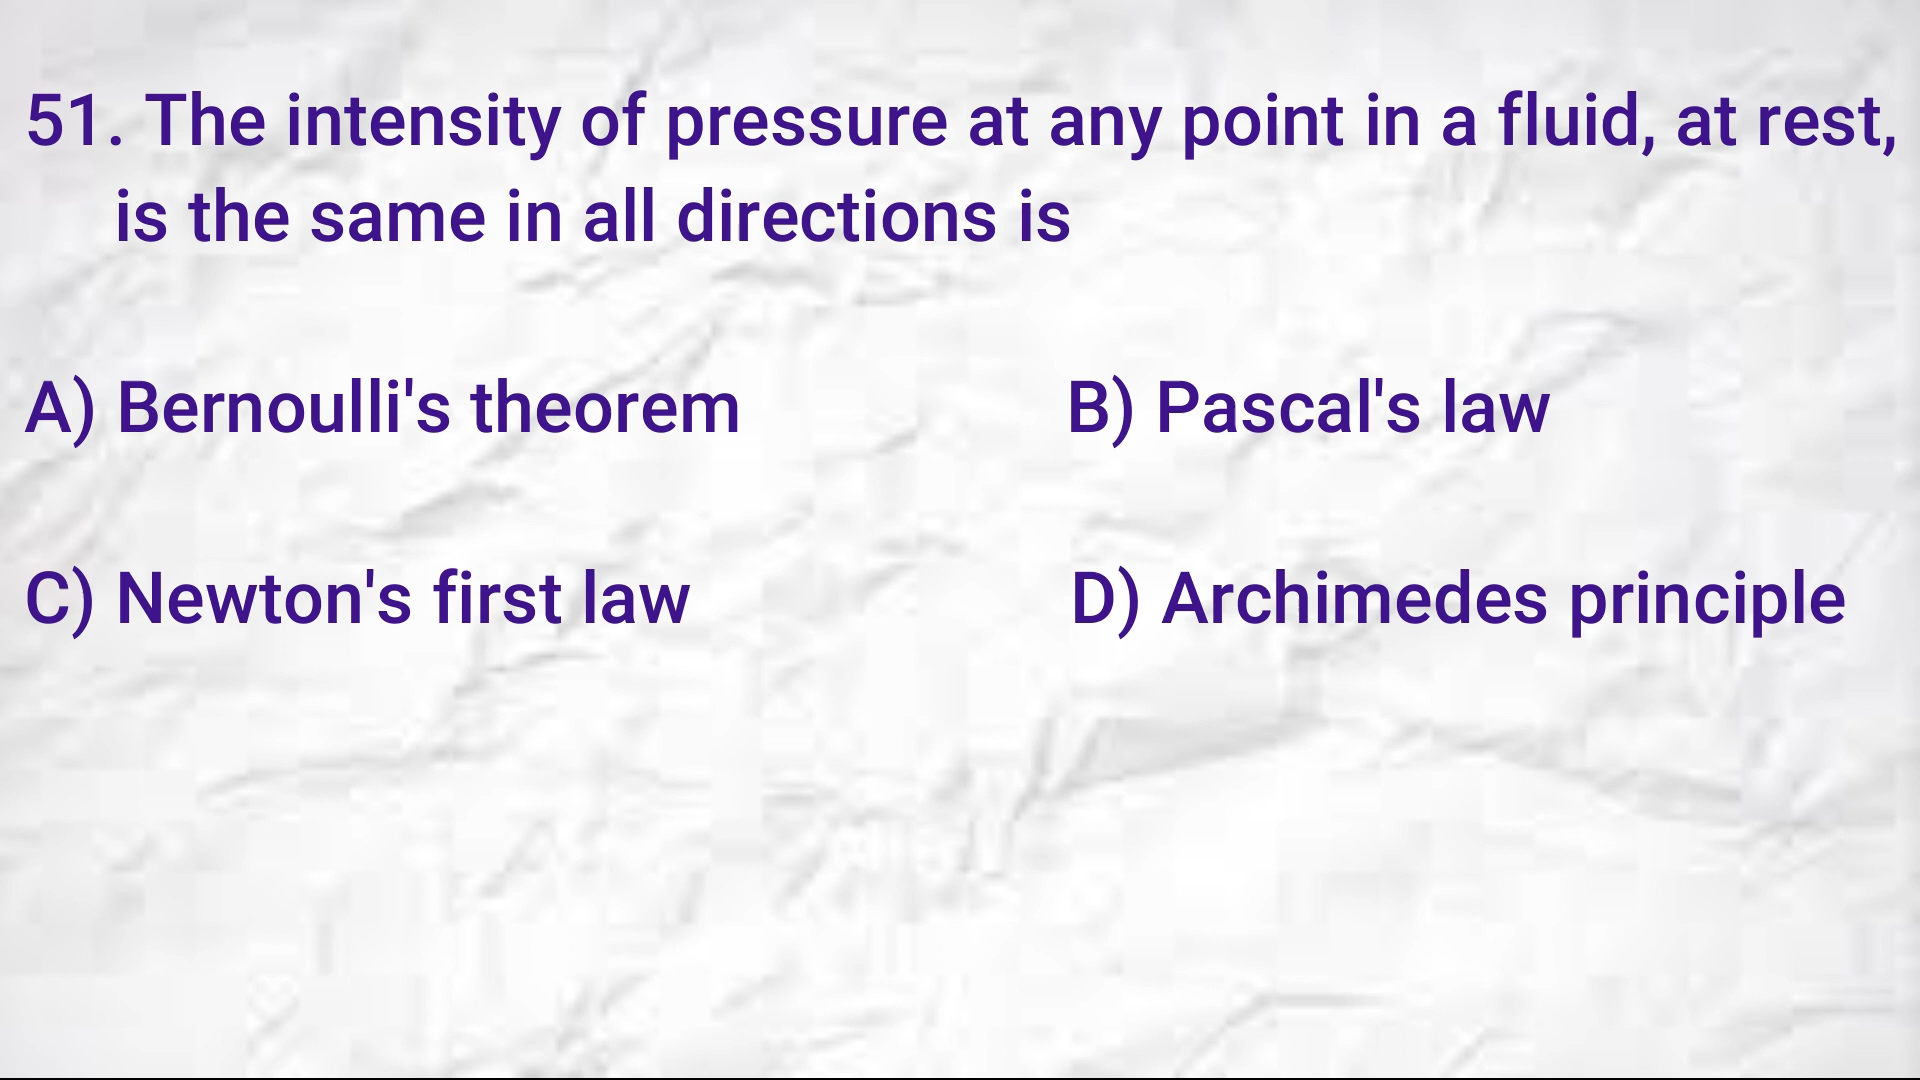 51. The intensity of pressure at any point in a fluid, at rest,
is the same in all directions is
A) Bernoulli's theorem
B) Pascal's law
C) Newton's first law
D) Archimedes principle